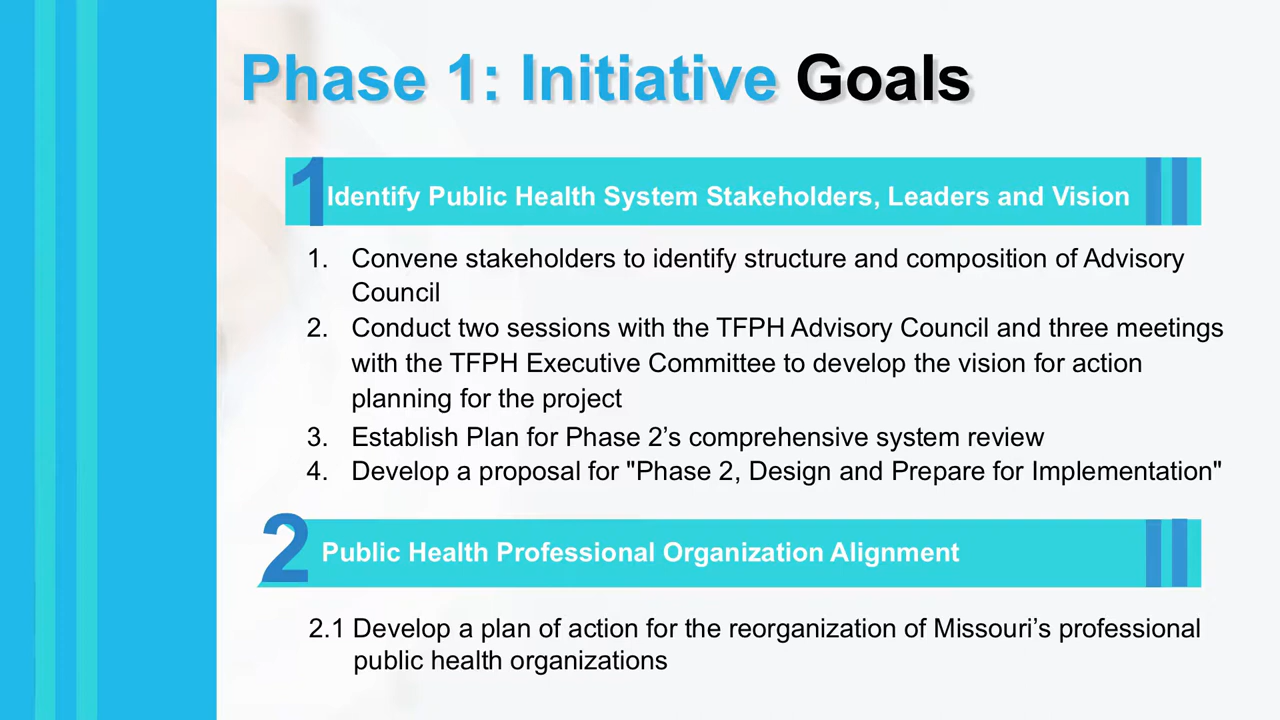 Phase 1: Initiative Goals
1 Identify Public Health System Stakeholders, Leaders and Vision
1. Convene stakeholders to identify structure and composition of Advisory
Council
2. Conduct two sessions with the TFPH Advisory Council and three meetings
with the TFPH Executive Committee to develop the vision for action
planning for the project
3. Establish Plan for Phase 2’s comprehensive system review
4. Develop a proposal for "Phase 2, Design and Prepare for Implementation"
2 Public Health Professional Organization Alignment
2.1 Develop a plan of action for the reorganization of Missouri’s professional
public health organizations